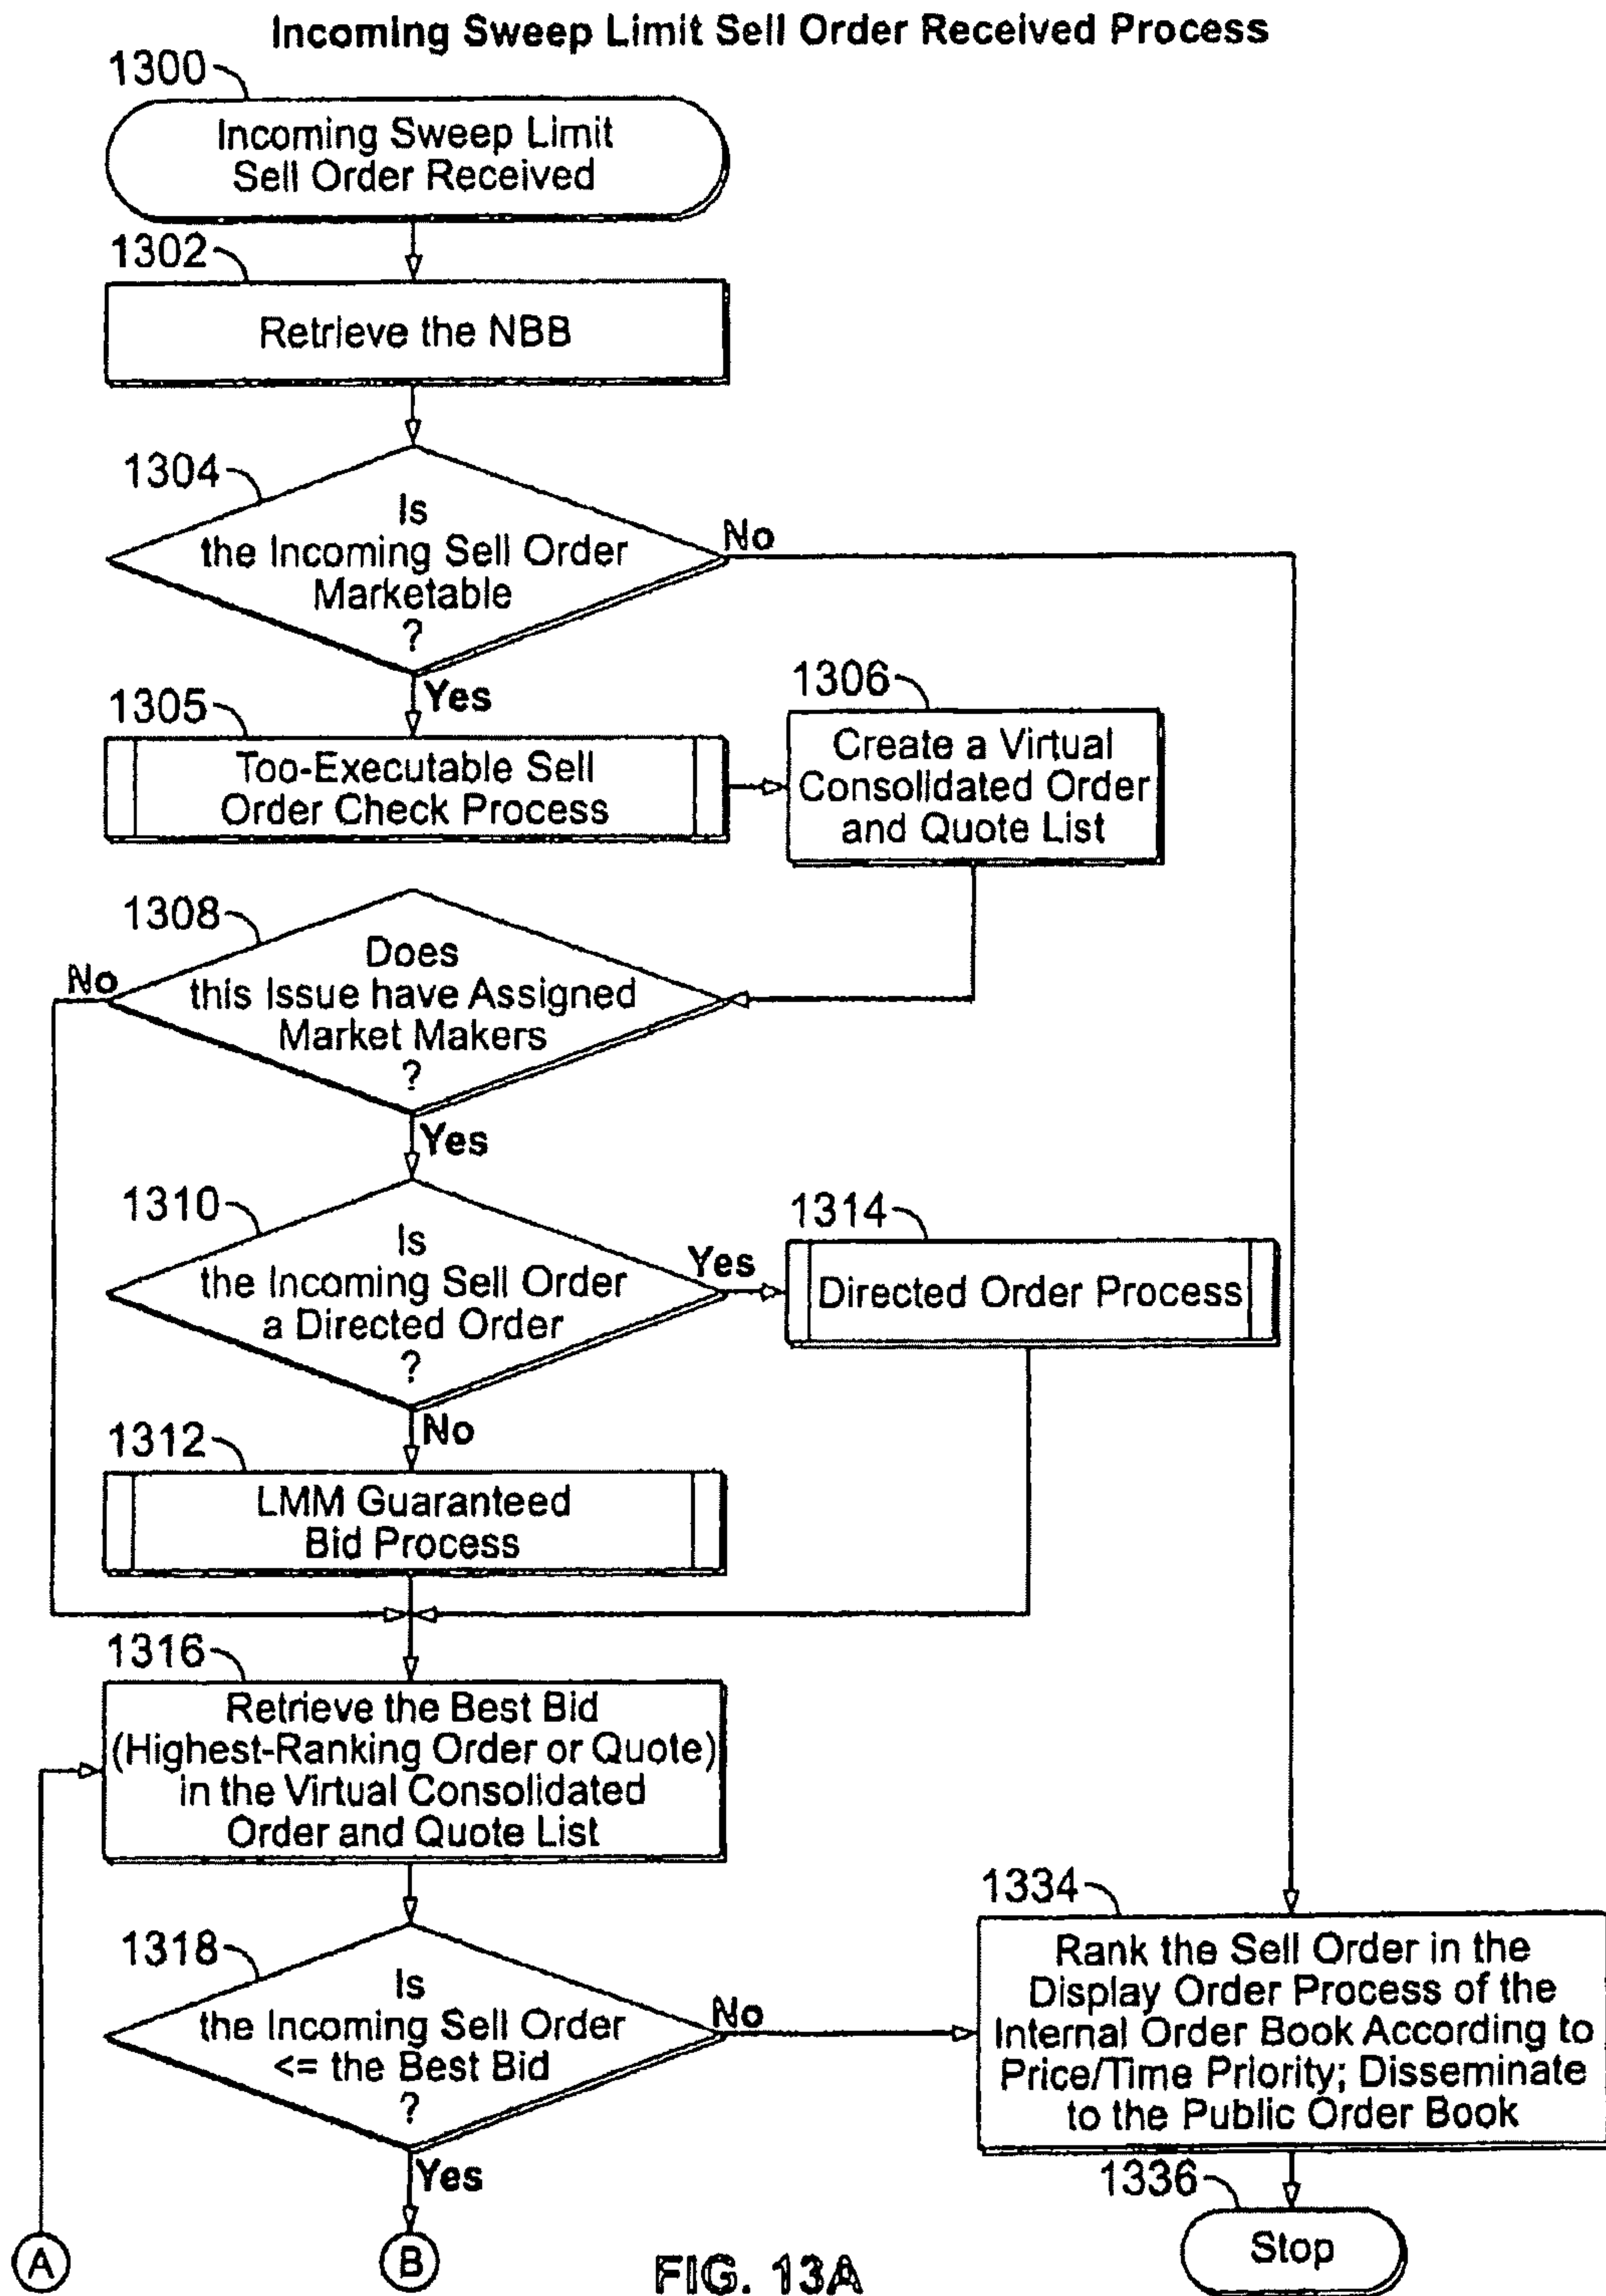 Incoming Sweep Limit Sell Order Received Process
1300
Incoming Sweep Limit
Sell Order Received
1302
Retrieve the NBB
1304
Is
the Incoming Sell Order
Marketable
?
No
Yes
1305
Too-Executable Sell
Order Check Process
1306
Create a Virtual
Consolidated Order
and Quote List
1308
Does
this Issue have Assigned
Market Makers
?
No
Yes
1310
Is
the Incoming Sell Order
a Directed Order
?
Yes
1314
Directed Order Process
No
1312
LMM Guaranteed
Bid Process
1316
Retrieve the Best Bid
(Highest-Ranking Order or Quote)
in the Virtual Consolidated
Order and Quote List
1318
Is
the Incoming Sell Order
<= the Best Bid
?
No
Yes
1334
Rank the Sell Order in the
Display Order Process of the
Internal Order Book According to
Price/Time Priority; Disseminate
to the Public Order Book
1336
Stop
A
B
FIG. 13A